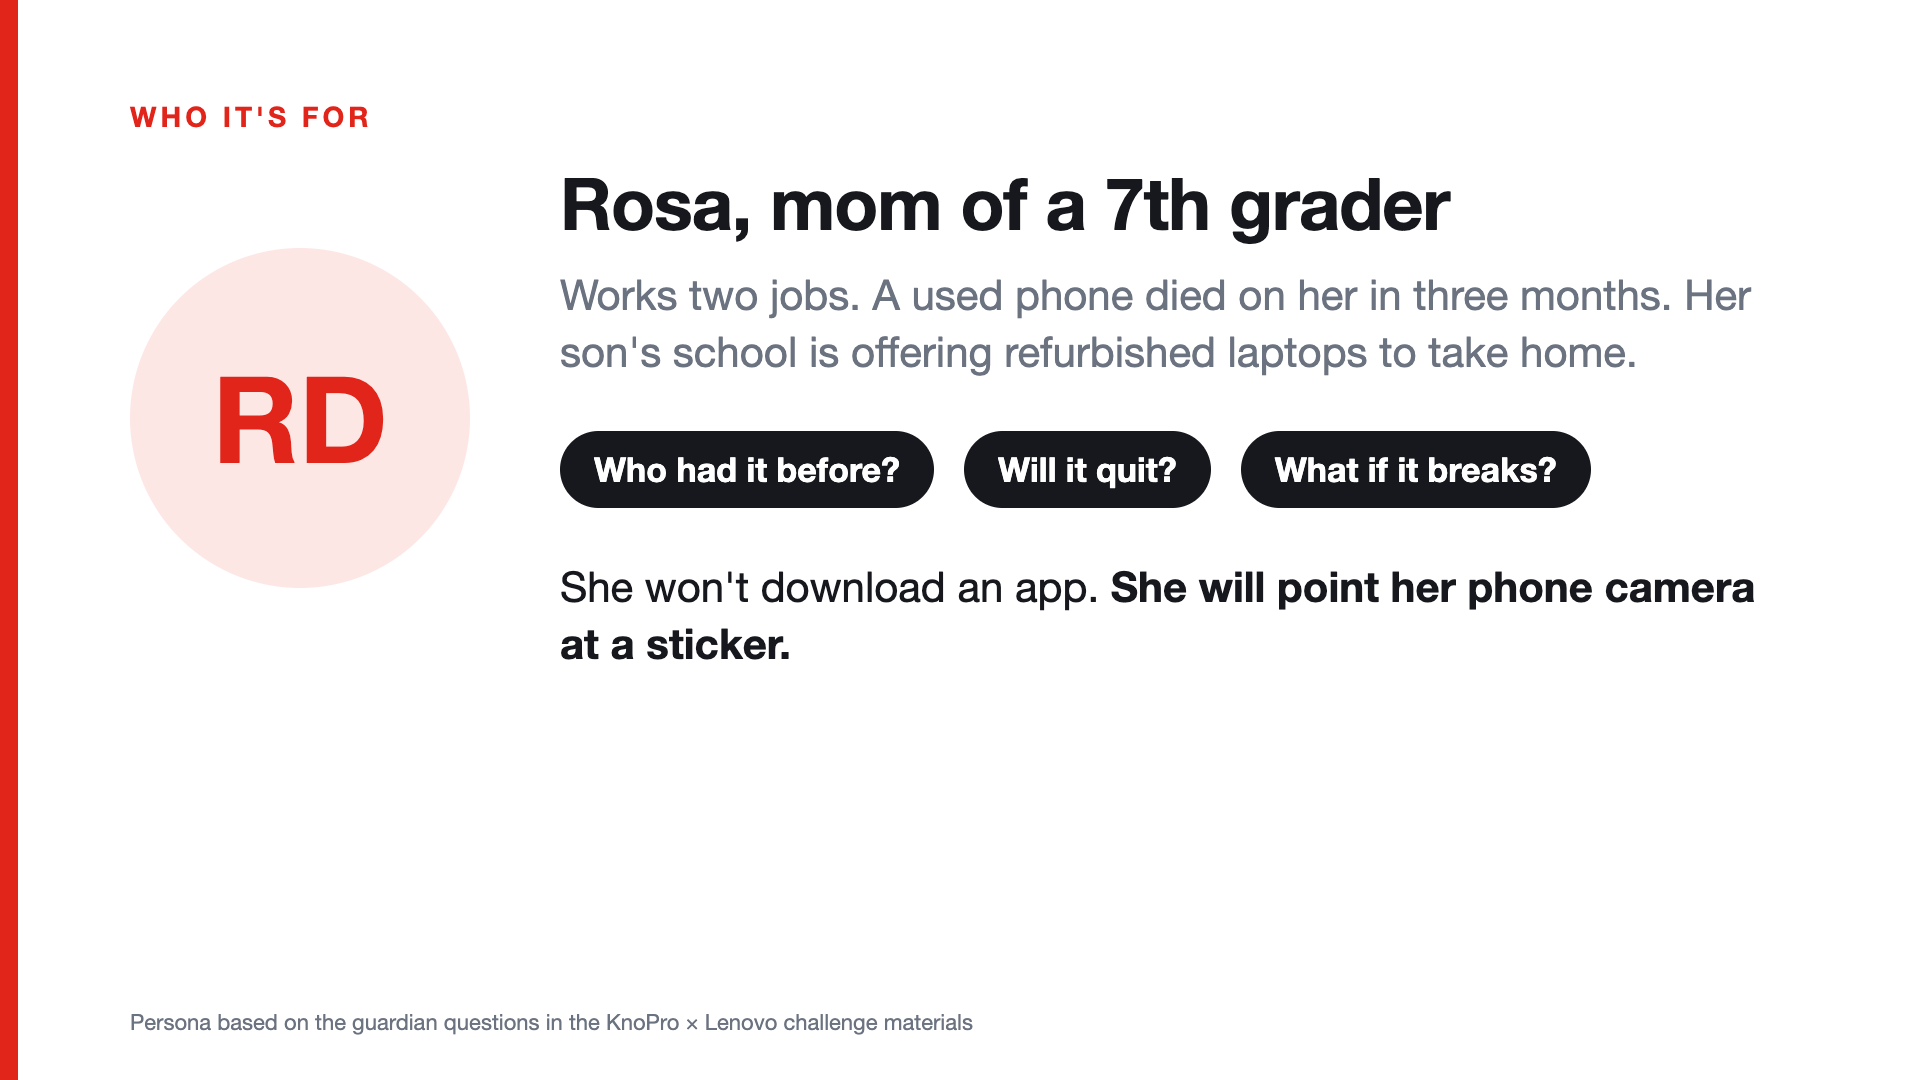 WHO IT'S FOR
Rosa, mom of a 7th grader
Works two jobs. A used phone died on her in three months. Her
son's school is offering refurbished laptops to take home.
RD
Who had it before? Will it quit? What if it breaks?
She won't download an app. She will point her phone camera
at a sticker.
Persona based on the guardian questions in the KnoPro × Lenovo challenge materials